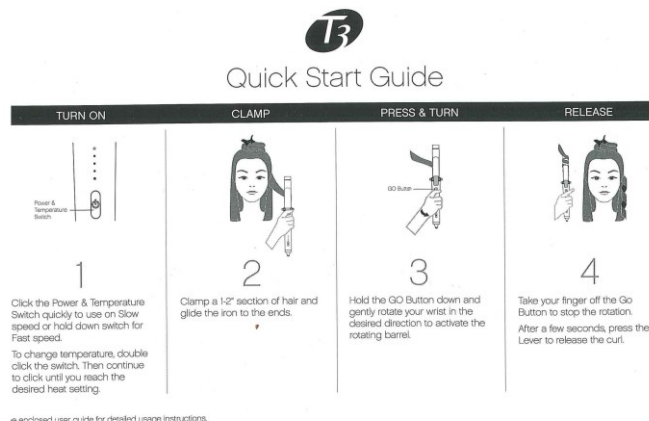 T3
Quick Start Guide
TURN ON
CLAMP
PRESS & TURN
RELEASE
Power &
Temperature
Switch
GO Button
1
Click the Power & Temperature
Switch quickly to use on Slow
speed or hold down switch for
Fast speed.
To change temperature, double
click the switch. Then continue
to click until you reach the
desired heat setting.
2
Clamp a 1-2" section of hair and
glide the iron to the ends.
3
Hold the GO Button down and
gently rotate your wrist in the
desired direction to activate the
rotating barrel.
4
Take your finger off the Go
Button to stop the rotation.
After a few seconds, press the
Lever to release the curl.
enclosed user guide for detailed usage instructions.